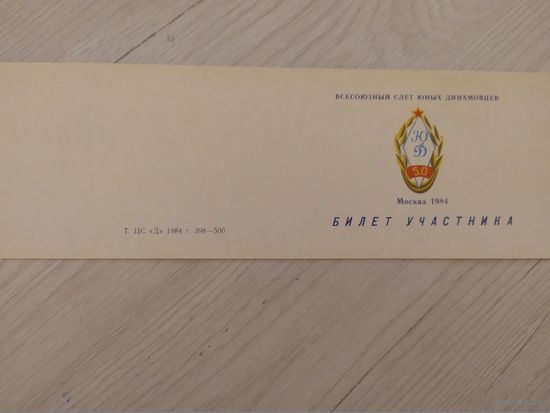 ВСЕСОЮЗНЫЙ СЛЕТ ЮНЫХ ДИНАМОВЦЕВ
Ю
Д
50
Москва 1984
БИЛЕТ УЧАСТНИКА
Т. ЦС «Д» 1984 г. 398—500